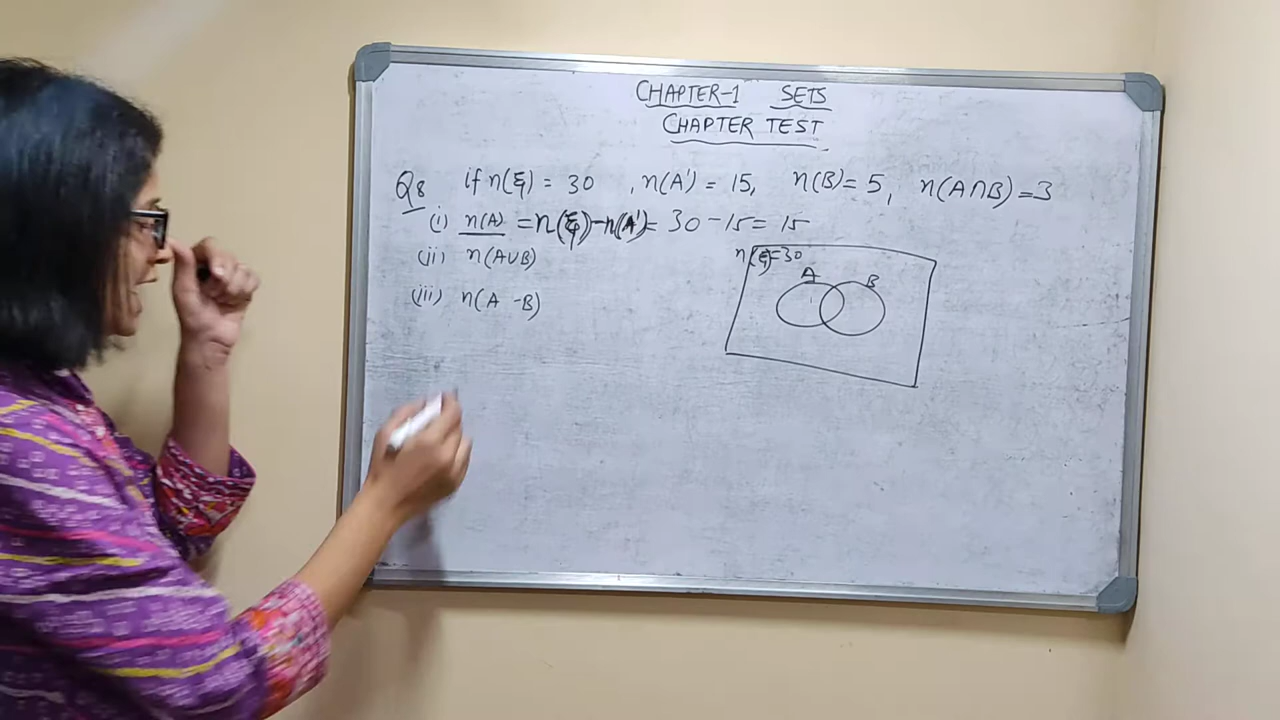 CHAPTER-1 SETS
CHAPTER TEST
Q8 if n(ξ) = 30 , n(A') = 15, n(B) = 5, n(A∩B) = 3
(i) n(A) = n(ξ) - n(A') = 30 - 15 = 15
(ii) n(A∪B)
(iii) n(A - B)
n(ξ)=30
A B